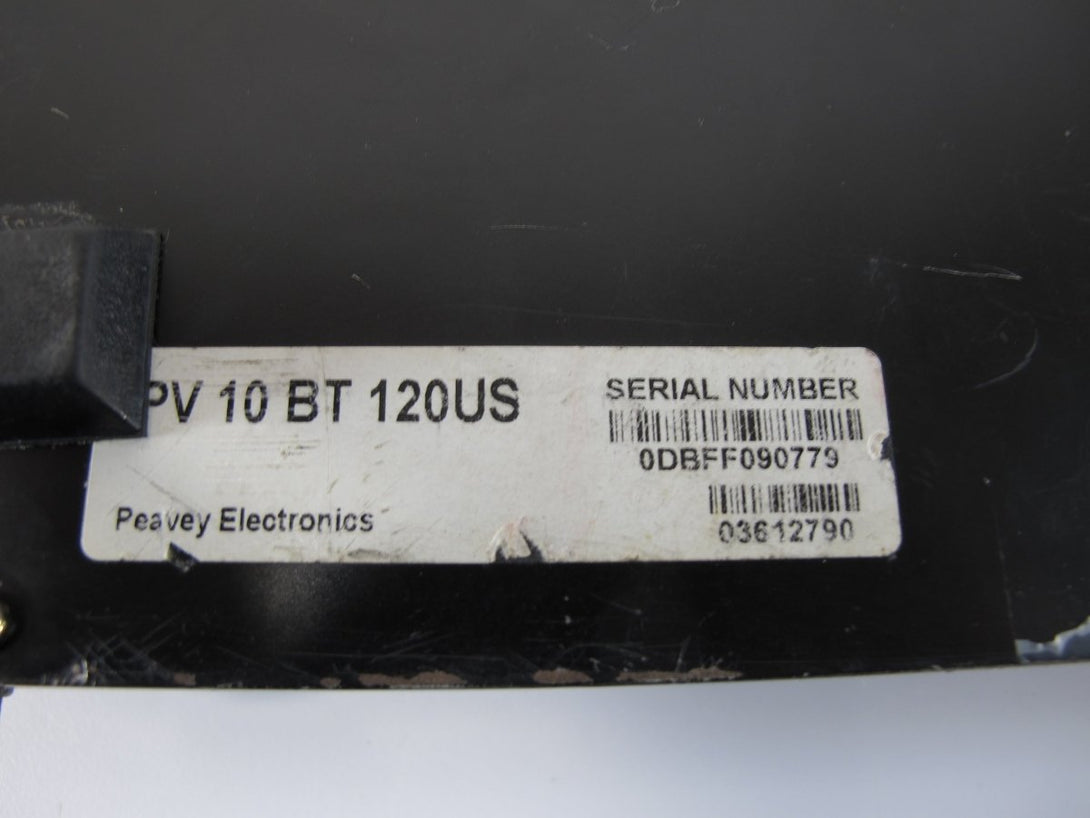 PV 10 BT 120US
SERIAL NUMBER
0DBFF090779
Peavey Electronics
03612790